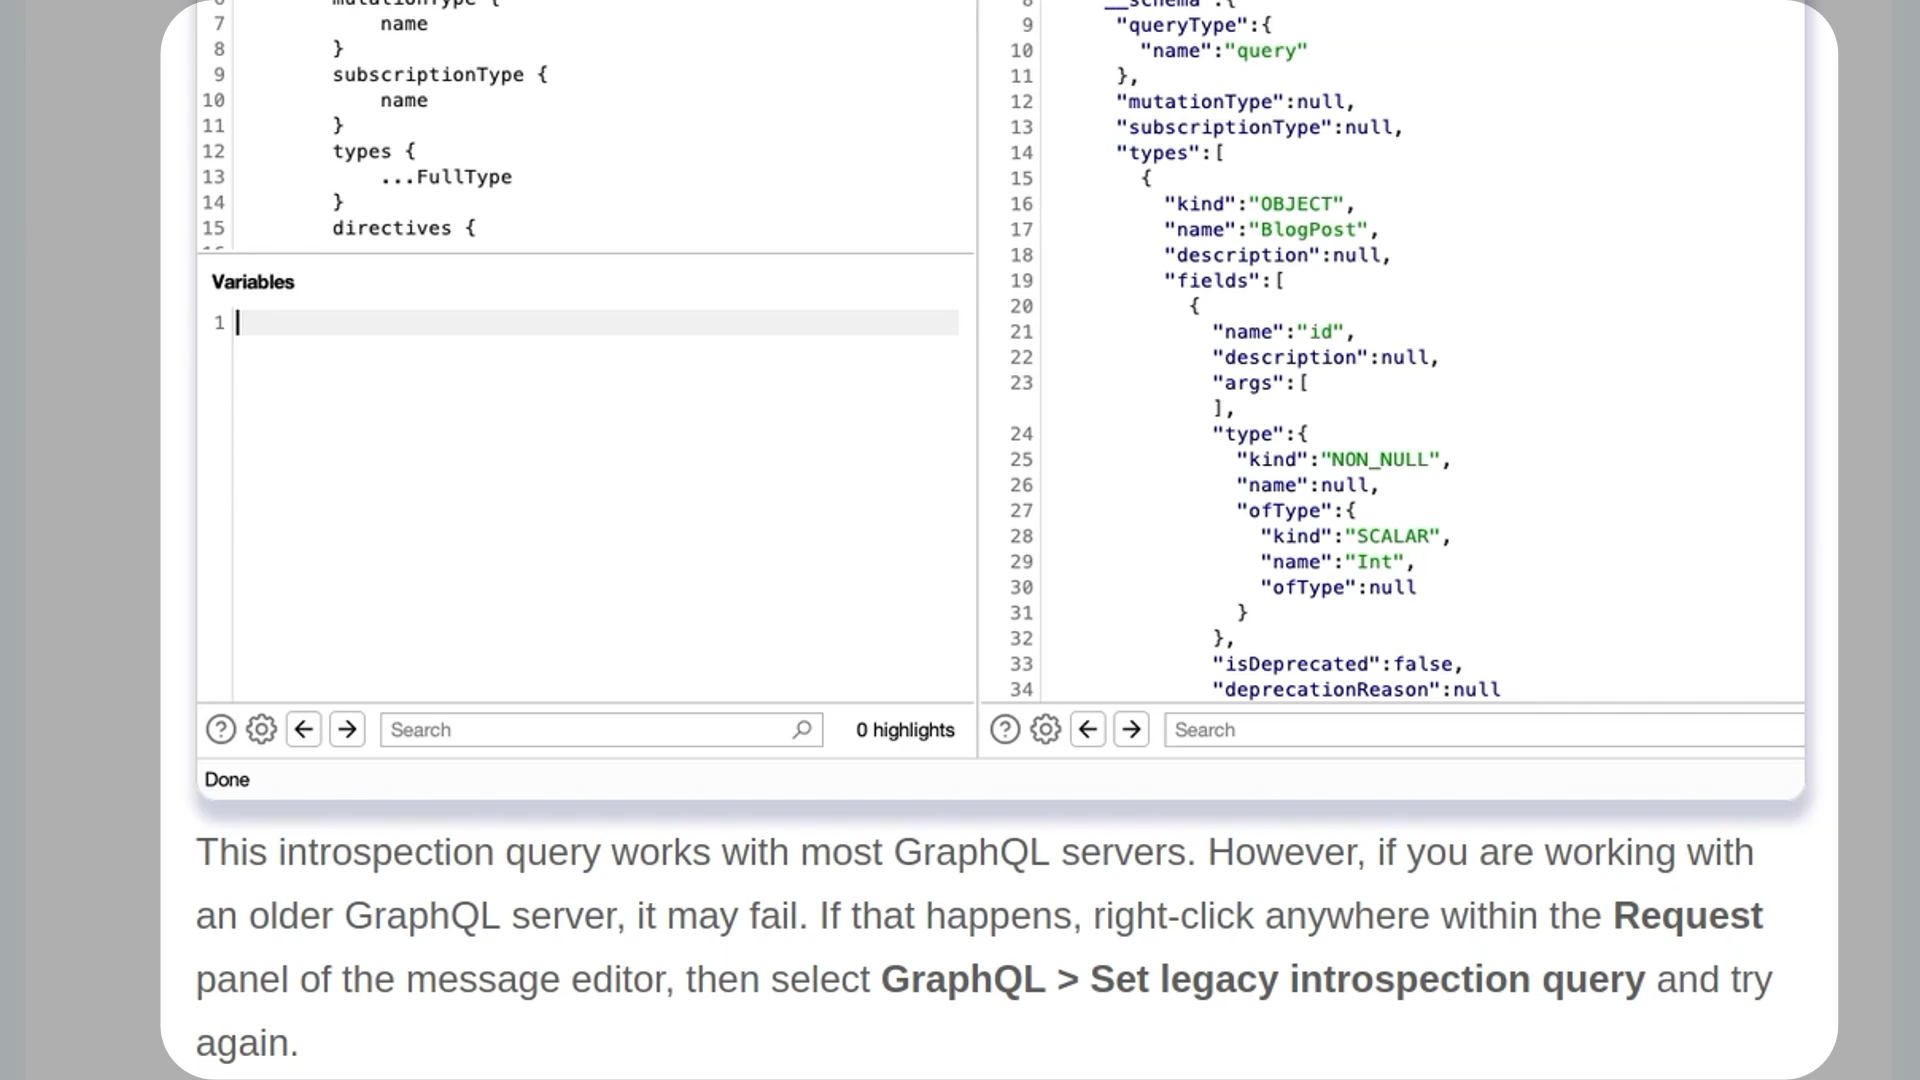 6 mutationType {
7 name
8 }
9 subscriptionType {
10 name
11 }
12 types {
13 ...FullType
14 }
15 directives {
Variables
1
Search
0 highlights
8 __schema":{
9 "queryType":{
10 "name":"query"
11 },
12 "mutationType":null,
13 "subscriptionType":null,
14 "types":[
15 {
16 "kind":"OBJECT",
17 "name":"BlogPost",
18 "description":null,
19 "fields":[
20 {
21 "name":"id",
22 "description":null,
23 "args":[
],
24 "type":{
25 "kind":"NON_NULL",
26 "name":null,
27 "ofType":{
28 "kind":"SCALAR",
29 "name":"Int",
30 "ofType":null
31 }
32 },
33 "isDeprecated":false,
34 "deprecationReason":null
Search
Done
This introspection query works with most GraphQL servers. However, if you are working with
an older GraphQL server, it may fail. If that happens, right-click anywhere within the Request
panel of the message editor, then select GraphQL > Set legacy introspection query and try
again.